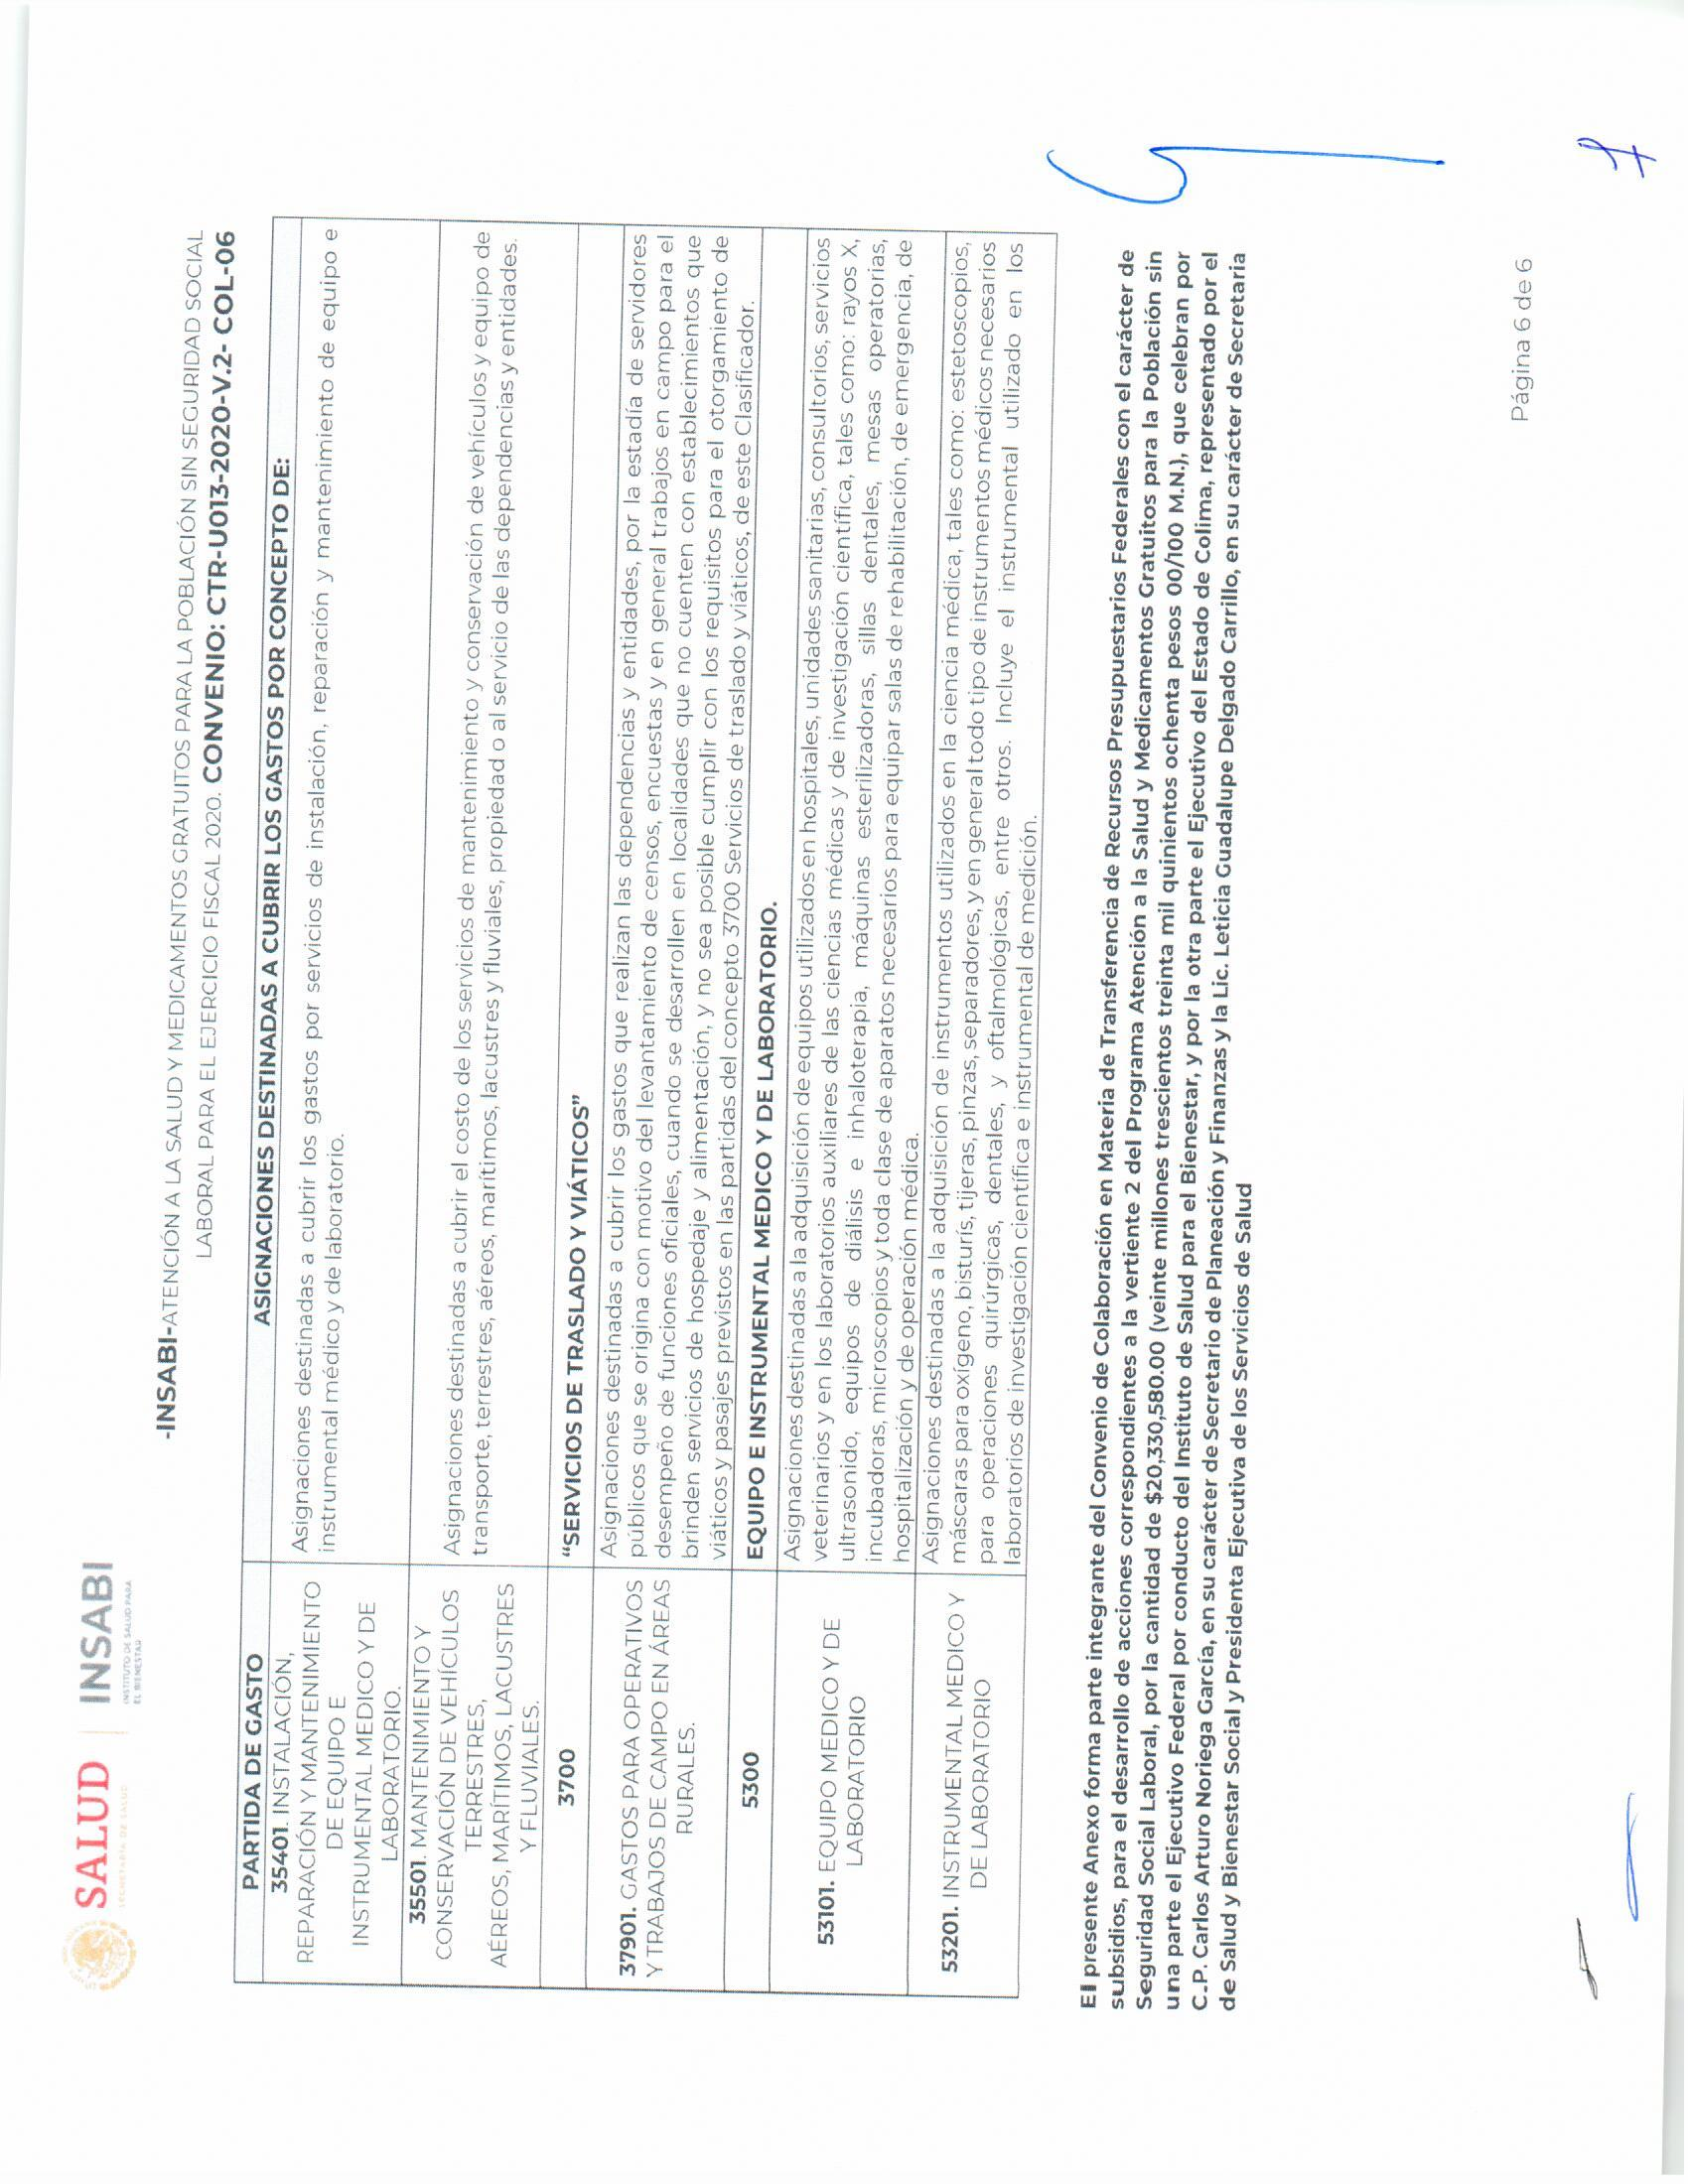 SALUD
SECRETARÍA DE SALUD
INSABI
INSTITUTO DE SALUD PARA
EL BIENESTAR
-INSABI-ATENCIÓN A LA SALUD Y MEDICAMENTOS GRATUITOS PARA LA POBLACIÓN SIN SEGURIDAD SOCIAL
LABORAL PARA EL EJERCICIO FISCAL 2020. CONVENIO: CTR-U013-2020-V.2- COL-06
PARTIDA DE GASTO
ASIGNACIONES DESTINADAS A CUBRIR LOS GASTOS POR CONCEPTO DE:
35401. INSTALACIÓN,
REPARACIÓN Y MANTENIMIENTO
DE EQUIPO E
INSTRUMENTAL MEDICO Y DE
LABORATORIO.
Asignaciones destinadas a cubrir los gastos por servicios de instalación, reparación y mantenimiento de equipo e
instrumental médico y de laboratorio.
35501. MANTENIMIENTO Y
CONSERVACIÓN DE VEHÍCULOS
TERRESTRES,
AÉREOS, MARÍTIMOS, LACUSTRES
Y FLUVIALES.
Asignaciones destinadas a cubrir el costo de los servicios de mantenimiento y conservación de vehículos y equipo de
transporte, terrestres, aéreos, marítimos, lacustres y fluviales, propiedad o al servicio de las dependencias y entidades.
3700
“SERVICIOS DE TRASLADO Y VIÁTICOS”
37901. GASTOS PARA OPERATIVOS
Y TRABAJOS DE CAMPO EN ÁREAS
RURALES.
Asignaciones destinadas a cubrir los gastos que realizan las dependencias y entidades, por la estadía de servidores
públicos que se origina con motivo del levantamiento de censos, encuestas y en general trabajos en campo para el
desempeño de funciones oficiales, cuando se desarrollen en localidades que no cuenten con establecimientos que
brinden servicios de hospedaje y alimentación, y no sea posible cumplir con los requisitos para el otorgamiento de
viáticos y pasajes previstos en las partidas del concepto 3700 Servicios de traslado y viáticos, de este Clasificador.
5300
EQUIPO E INSTRUMENTAL MEDICO Y DE LABORATORIO.
53101. EQUIPO MEDICO Y DE
LABORATORIO
Asignaciones destinadas a la adquisición de equipos utilizados en hospitales, unidades sanitarias, consultorios, servicios
veterinarios y en los laboratorios auxiliares de las ciencias médicas y de investigación científica, tales como: rayos X,
ultrasonido, equipos de diálisis e inhaloterapia, máquinas esterilizadoras, sillas dentales, mesas operatorias,
incubadoras, microscopios y toda clase de aparatos necesarios para equipar salas de rehabilitación, de emergencia, de
hospitalización y de operación médica.
53201. INSTRUMENTAL MEDICO Y
DE LABORATORIO
Asignaciones destinadas a la adquisición de instrumentos utilizados en la ciencia médica, tales como: estetoscopios,
máscaras para oxígeno, bisturís, tijeras, pinzas, separadores, y en general todo tipo de instrumentos médicos necesarios
para operaciones quirúrgicas, dentales, y oftalmológicas, entre otros. Incluye el instrumental utilizado en los
laboratorios de investigación científica e instrumental de medición.
El presente Anexo forma parte integrante del Convenio de Colaboración en Materia de Transferencia de Recursos Presupuestarios Federales con el carácter de
subsidios, para el desarrollo de acciones correspondientes a la vertiente 2 del Programa Atención a la Salud y Medicamentos Gratuitos para la Población sin
Seguridad Social Laboral, por la cantidad de $20,330,580.00 (veinte millones trescientos treinta mil quinientos ochenta pesos 00/100 M.N.), que celebran por
una parte el Ejecutivo Federal por conducto del Instituto de Salud para el Bienestar, y por la otra parte el Ejecutivo del Estado de Colima, representado por el
C.P. Carlos Arturo Noriega García, en su carácter de Secretario de Planeación y Finanzas y la Lic. Leticia Guadalupe Delgado Carrillo, en su carácter de Secretaria
de Salud y Bienestar Social y Presidenta Ejecutiva de los Servicios de Salud
Página 6 de 6